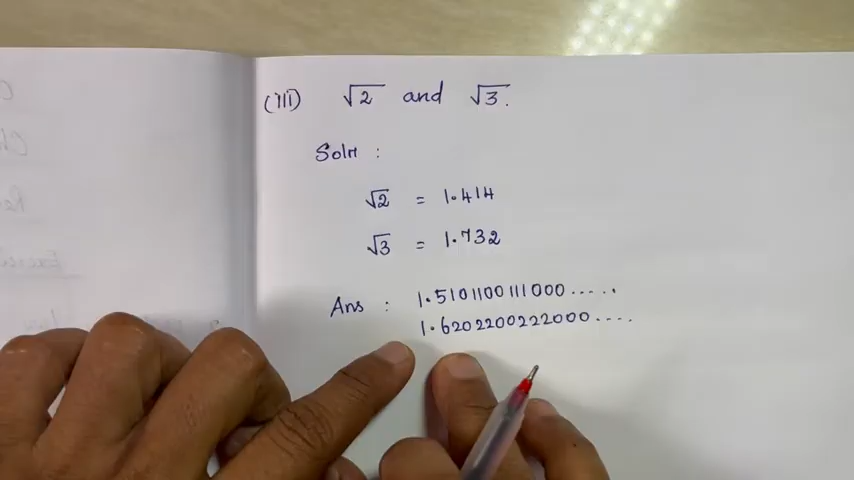 (iii) √2 and √3.
Soln :
√2 = 1.414
√3 = 1.732
Ans : 1.5101100111000.....
1.6202200222000....